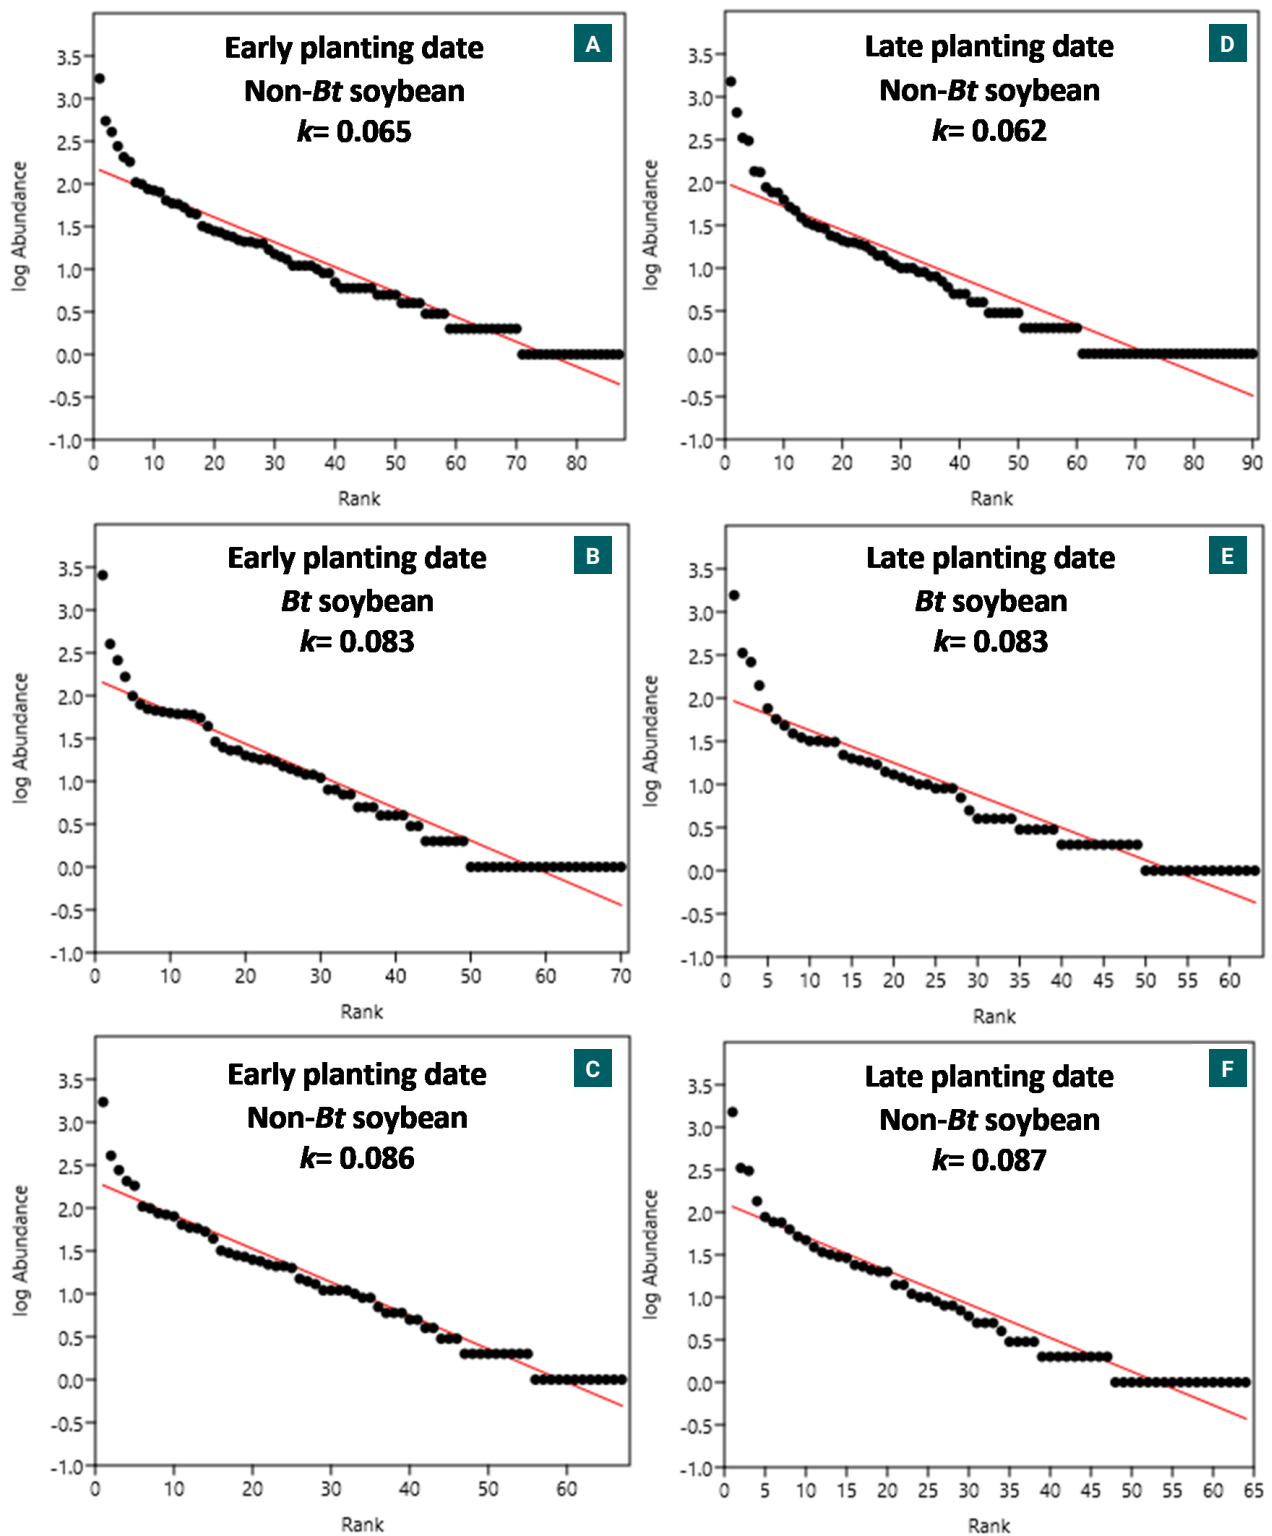 A
Early planting date
Non-Bt soybean
k= 0.065
log Abundance
3.5
3.0
2.5
2.0
1.5
1.0
0.5
0.0
-0.5
-1.0
0 10 20 30 40 50 60 70 80
Rank
D
Late planting date
Non-Bt soybean
k= 0.062
log Abundance
3.5
3.0
2.5
2.0
1.5
1.0
0.5
0.0
-0.5
-1.0
0 10 20 30 40 50 60 70 80 90
Rank
B
Early planting date
Bt soybean
k= 0.083
log Abundance
3.5
3.0
2.5
2.0
1.5
1.0
0.5
0.0
-0.5
-1.0
0 10 20 30 40 50 60 70
Rank
E
Late planting date
Bt soybean
k= 0.083
log Abundance
3.5
3.0
2.5
2.0
1.5
1.0
0.5
0.0
-0.5
-1.0
0 5 10 15 20 25 30 35 40 45 50 55 60
Rank
C
Early planting date
Non-Bt soybean
k= 0.086
log Abundance
3.5
3.0
2.5
2.0
1.5
1.0
0.5
0.0
-0.5
-1.0
0 10 20 30 40 50 60
Rank
F
Late planting date
Non-Bt soybean
k= 0.087
log Abundance
3.5
3.0
2.5
2.0
1.5
1.0
0.5
0.0
-0.5
-1.0
0 5 10 15 20 25 30 35 40 45 50 55 60 65
Rank